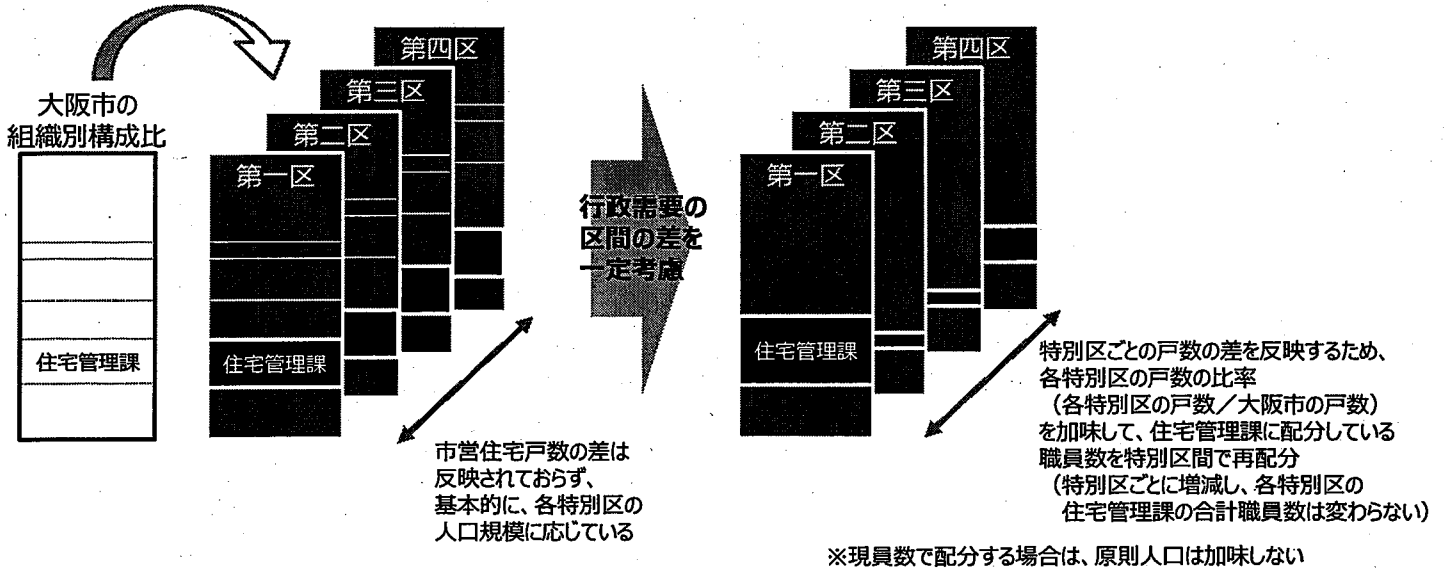 大阪市の
組織別構成比
住宅管理課
第四区
第三区
第二区
第一区
住宅管理課
市営住宅戸数の差は
反映されておらず、
基本的に、各特別区の
人口規模に応じている
行政需要の
区間の差を
一定考慮
第四区
第三区
第二区
第一区
住宅管理課
特別区ごとの戸数の差を反映するため、
各特別区の戸数の比率
(各特別区の戸数/大阪市の戸数)
を加味して、住宅管理課に配分している
職員数を特別区間で再配分
(特別区ごとに増減し、各特別区の
住宅管理課の合計職員数は変わらない)
※現員数で配分する場合は、原則人口は加味しない